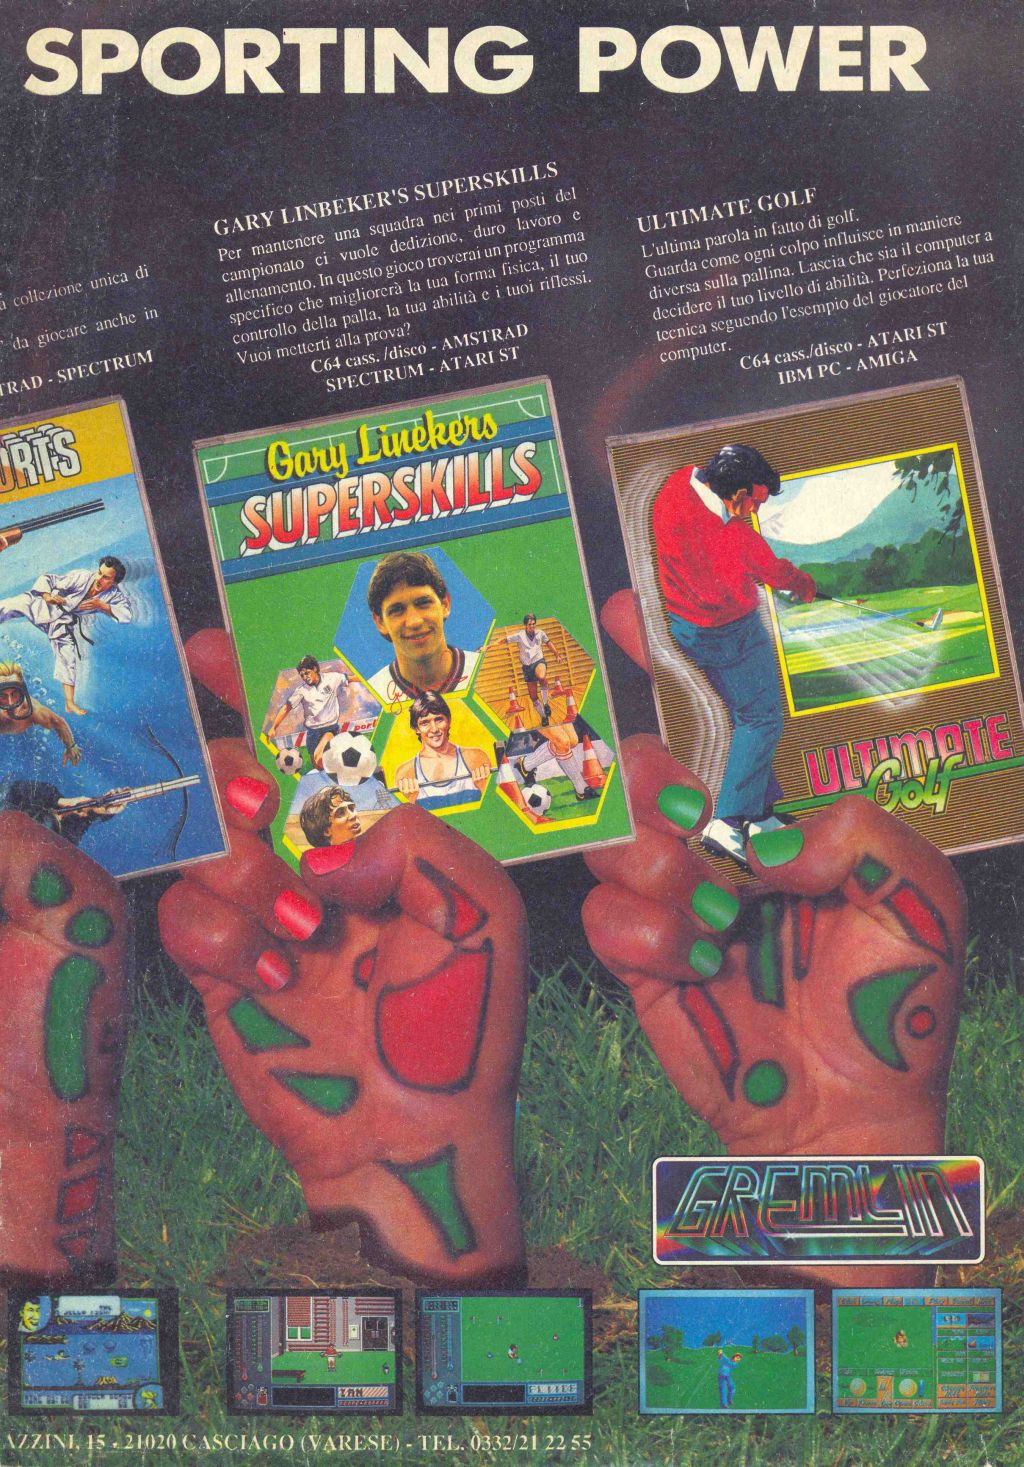 SPORTING POWER
collezione unica di
da giocare anche in
TRAD - SPECTRUM
GARY LINBEKER'S SUPERSKILLS
Per mantenere una squadra nei primi posti del
campionato ci vuole dedizione, duro lavoro e
allenamento. In questo gioco troverai un programma
specifico che migliorerà la tua forma fisica, il tuo
controllo della palla, la tua abilità e i tuoi riflessi.
Vuoi metterti alla prova?
C64 cass. /disco - AMSTRAD
SPECTRUM - ATARI ST
ULTIMATE GOLF
L'ultima parola in fatto di golf.
Guarda come ogni colpo influisce in maniere
diversa sulla pallina. Lascia che sia il computer a
decidere il tuo livello di abilità. Perfeziona la tua
tecnica seguendo l'esempio del giocatore del
computer.
C64 cass./disco - ATARI ST
IBM PC - AMIGA
ORTS
Gary Linekers
SUPERSKILLS
ULTIMATE
Golf
GREMLIN
AZZINI, 15 - 21020 CASCIAGO (VARESE) - TEL. 0332/21 22 55